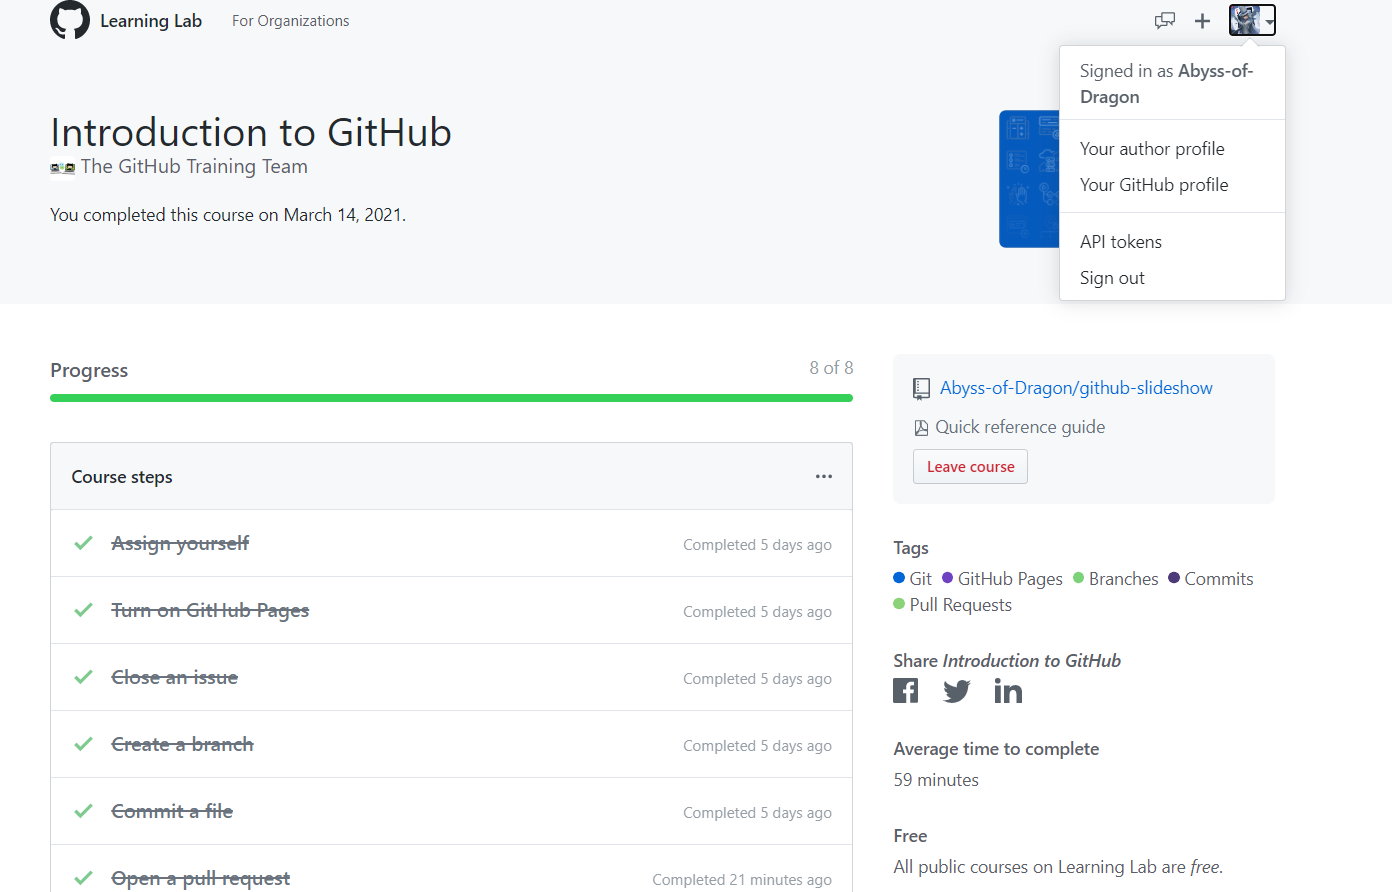 Learning Lab
For Organizations
Signed in as Abyss-of-
Dragon
Your author profile
Your GitHub profile
API tokens
Sign out
Introduction to GitHub
The GitHub Training Team
You completed this course on March 14, 2021.
Progress
8 of 8
Course steps
Assign yourself
Completed 5 days ago
Turn on GitHub Pages
Completed 5 days ago
Close an issue
Completed 5 days ago
Create a branch
Completed 5 days ago
Commit a file
Completed 5 days ago
Open a pull request
Completed 21 minutes ago
Abyss-of-Dragon/github-slideshow
Quick reference guide
Leave course
Tags
Git GitHub Pages Branches Commits
Pull Requests
Share Introduction to GitHub
Average time to complete
59 minutes
Free
All public courses on Learning Lab are free.